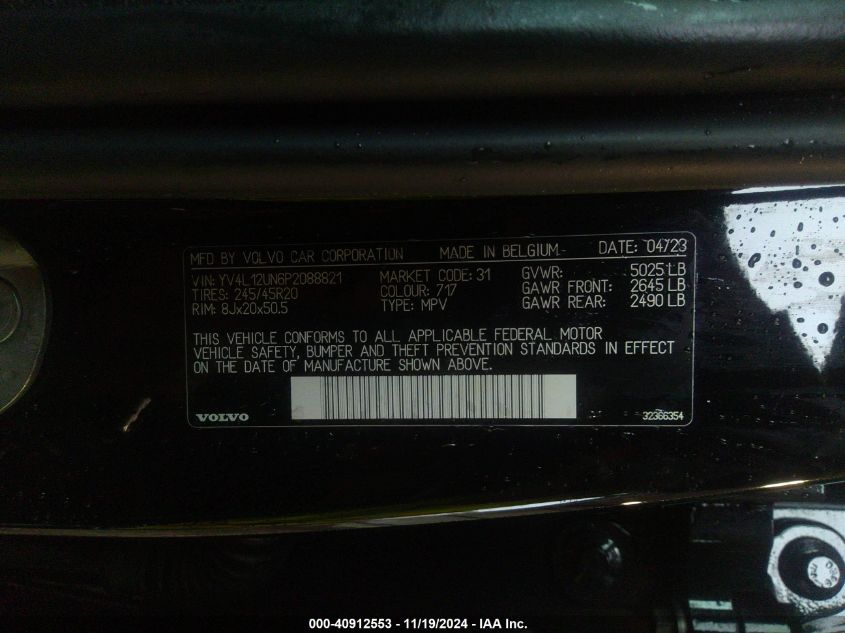 MFD BY VOLVO CAR CORPORATION MADE IN BELGIUM DATE: 04/23
VIN: YV4L12UN6P2088821 MARKET CODE: 31 GVWR: 5025 LB
TIRES: 245/45R20 COLOUR: 717 GAWR FRONT: 2645 LB
RIM: 8Jx20x50.5 TYPE: MPV GAWR REAR: 2490 LB
THIS VEHICLE CONFORMS TO ALL APPLICABLE FEDERAL MOTOR
VEHICLE SAFETY, BUMPER AND THEFT PREVENTION STANDARDS IN EFFECT
ON THE DATE OF MANUFACTURE SHOWN ABOVE.
VOLVO 32366354
000-40912553 - 11/19/2024 - IAA Inc.